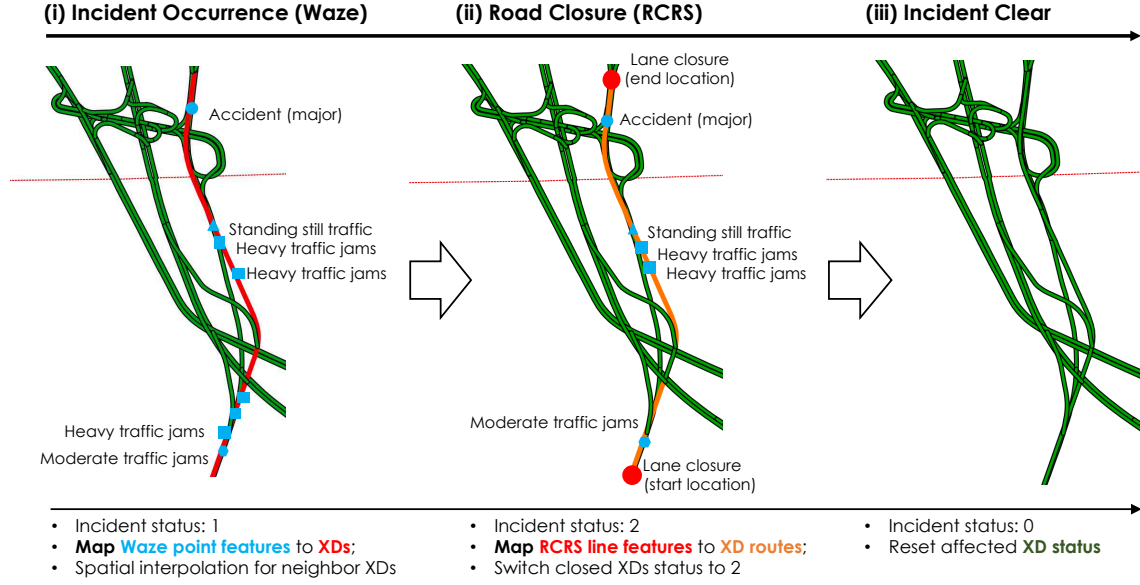 (i) Incident Occurrence (Waze)
(ii) Road Closure (RCRS)
(iii) Incident Clear
Accident (major)
Standing still traffic
Heavy traffic jams
Heavy traffic jams
Heavy traffic jams
Moderate traffic jams
Lane closure
(end location)
Accident (major)
Standing still traffic
Heavy traffic jams
Heavy traffic jams
Moderate traffic jams
Lane closure
(start location)
• Incident status: 1
• Map Waze point features to XDs;
• Spatial interpolation for neighbor XDs
• Incident status: 2
• Map RCRS line features to XD routes;
• Switch closed XDs status to 2
• Incident status: 0
• Reset affected XD status